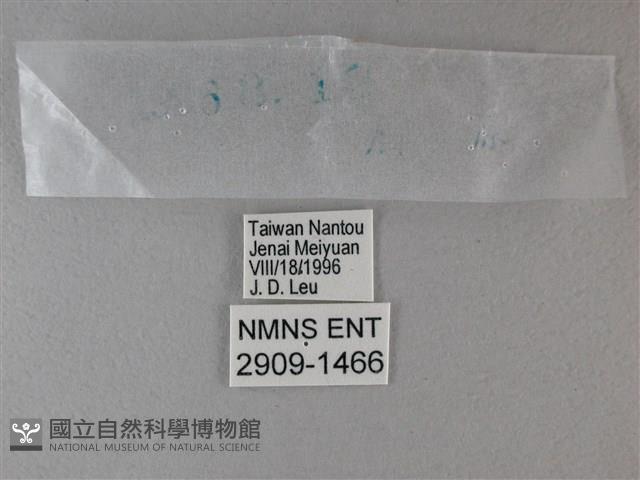 Taiwan Nantou
Jenai Meiyuan
VIII/18/1996
J. D. Leu
NMNS ENT
2909-1466
國立自然科學博物館
NATIONAL MUSEUM OF NATURAL SCIENCE